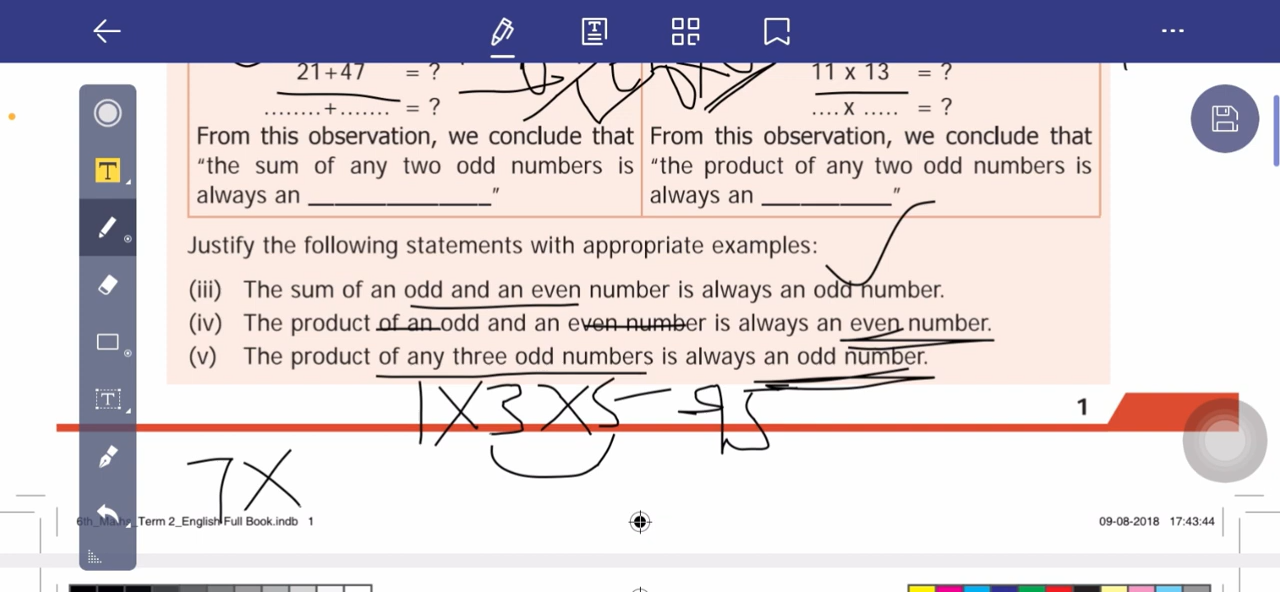 21+47 = ?
11 x 13 = ?
........+....... = ?
.... x ..... = ?
From this observation, we conclude that
“the sum of any two odd numbers is
always an ______________”
From this observation, we conclude that
“the product of any two odd numbers is
always an __________”
Justify the following statements with appropriate examples:
(iii) The sum of an odd and an even number is always an odd number.
(iv) The product of an odd and an even number is always an even number.
(v) The product of any three odd numbers is always an odd number.
1 X 3 X 5
1
7 X
6th_Maths_Term 2_English Full Book.indb 1
09-08-2018 17:43:44